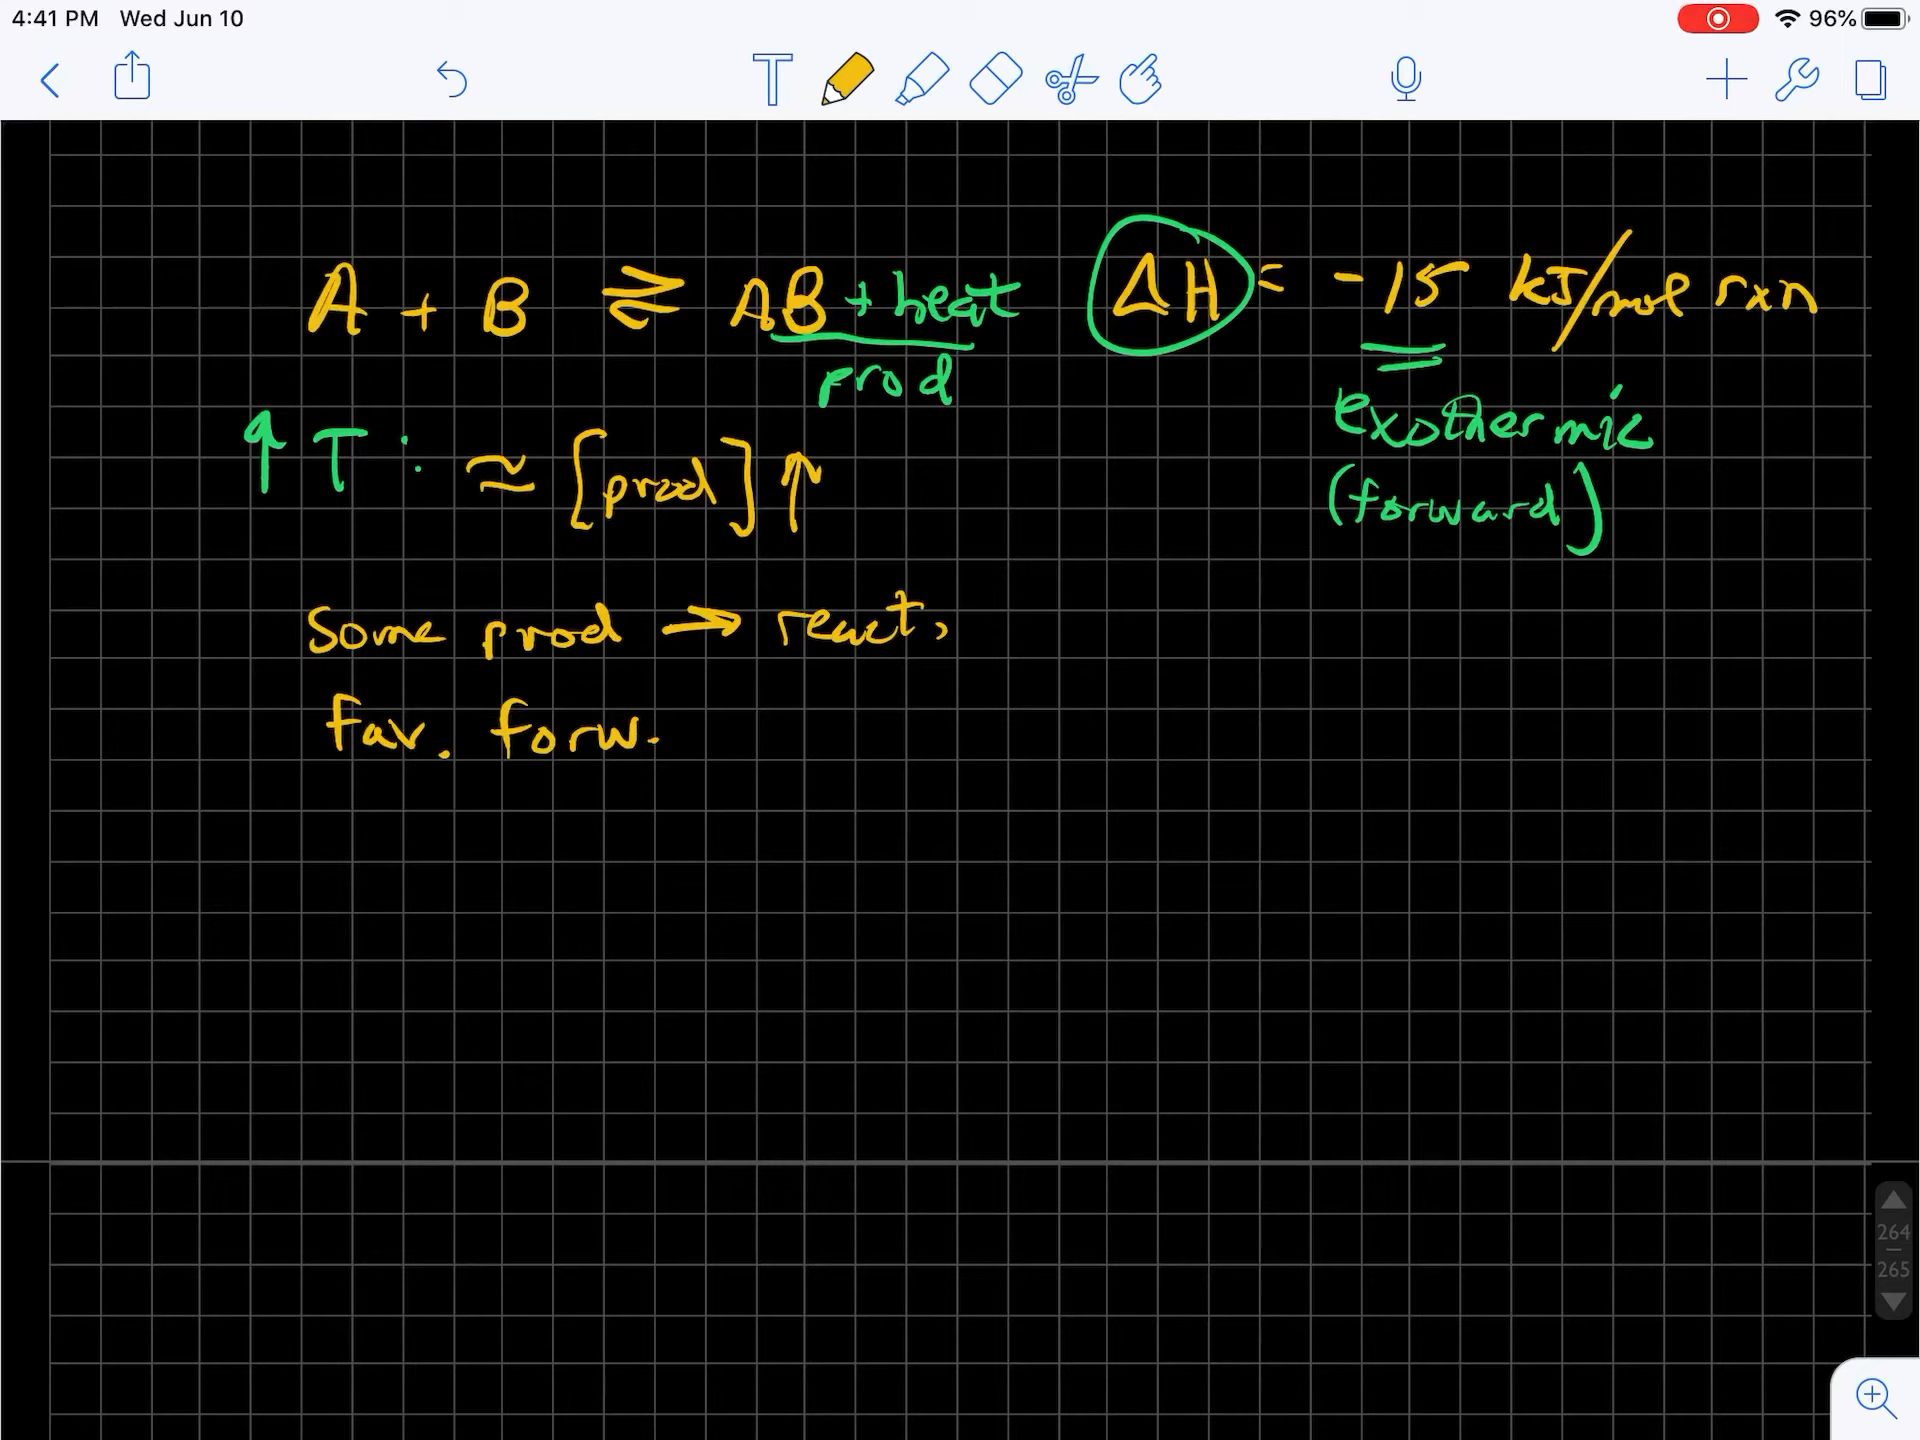 4:41 PM Wed Jun 10 96%
T
A + B ⇄ AB + heat ΔH = -15 kJ/mol rxn
prod
exothermic
↑ T : ≃ [prod] ↑
(forward)
Some prod → react,
Fav. forw.
264
265